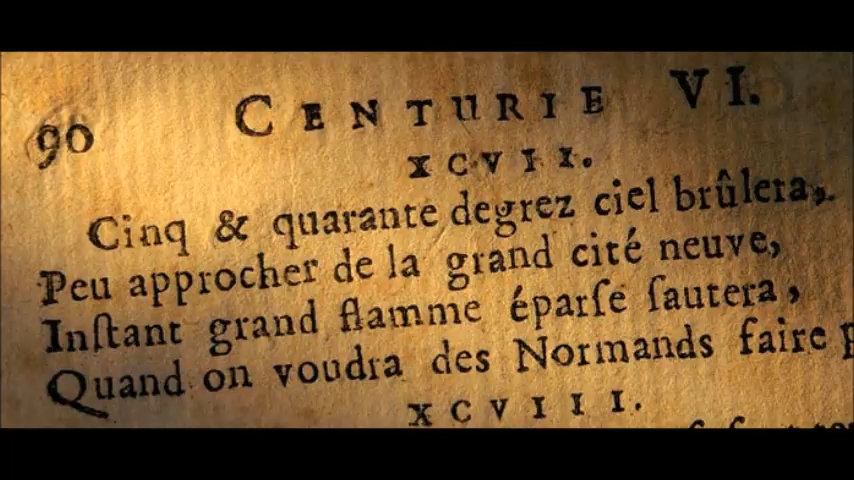 90 CENTURIE VI.
XCVII.
Cinq & quarante degrez ciel brûlera,.
Peu approcher de la grand cité neuve,
Inſtant grand flamme éparſe ſautera,
Quand on voudra des Normands faire p
XCVIII.